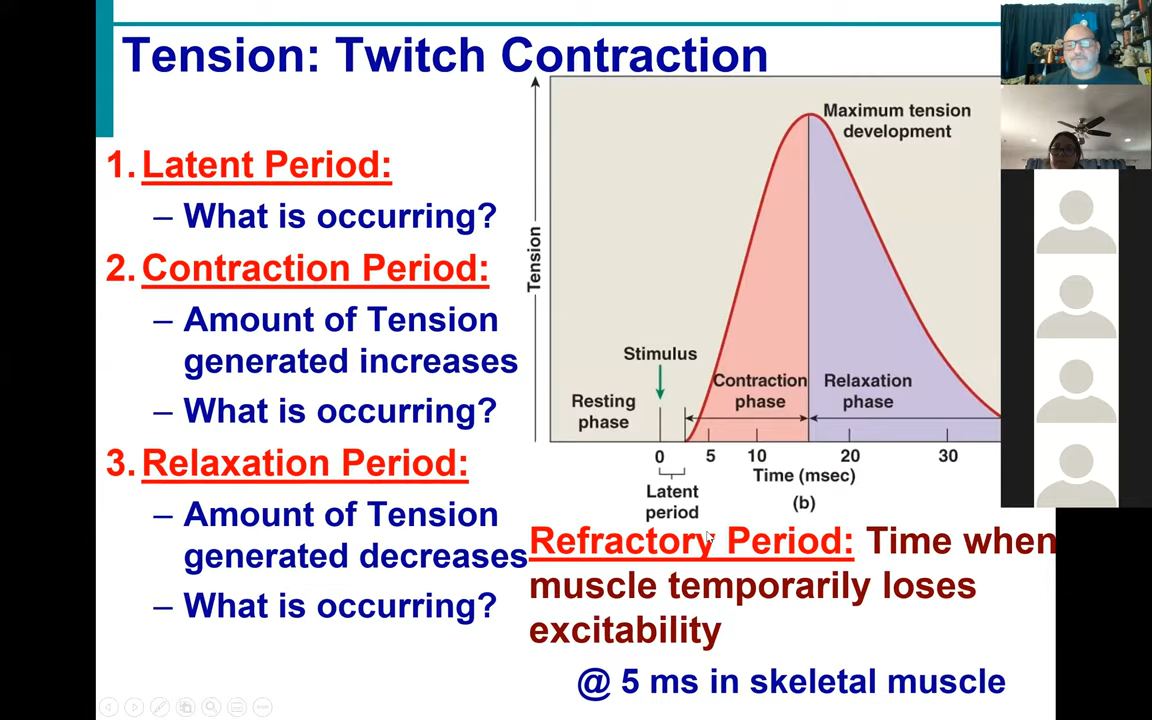 Tension: Twitch Contraction
1. Latent Period:
– What is occurring?
2. Contraction Period:
– Amount of Tension
generated increases
– What is occurring?
3. Relaxation Period:
– Amount of Tension
generated decreases
– What is occurring?
Tension
Maximum tension
development
Stimulus
Resting
phase
Contraction
phase
Relaxation
phase
0 5 10 20 30
Time (msec)
Latent
period
(b)
Refractory Period: Time when
muscle temporarily loses
excitability
@ 5 ms in skeletal muscle